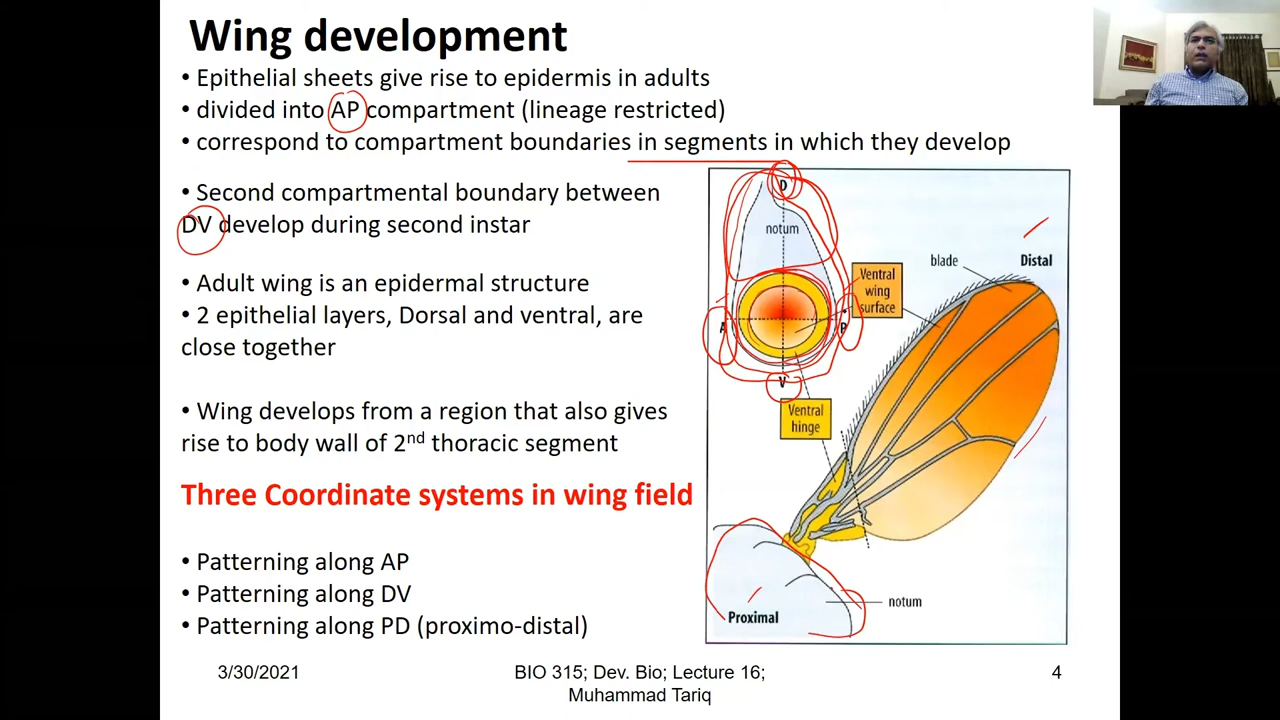 Wing development
• Epithelial sheets give rise to epidermis in adults
• divided into AP compartment (lineage restricted)
• correspond to compartment boundaries in segments in which they develop
• Second compartmental boundary between
DV develop during second instar
• Adult wing is an epidermal structure
• 2 epithelial layers, Dorsal and ventral, are
close together
• Wing develops from a region that also gives
rise to body wall of 2nd thoracic segment
Three Coordinate systems in wing field
• Patterning along AP
• Patterning along DV
• Patterning along PD (proximo-distal)
D
notum
A
P
V
Ventral
wing
surface
Ventral
hinge
blade
Distal
Proximal
notum
3/30/2021
BIO 315; Dev. Bio; Lecture 16;
Muhammad Tariq
4